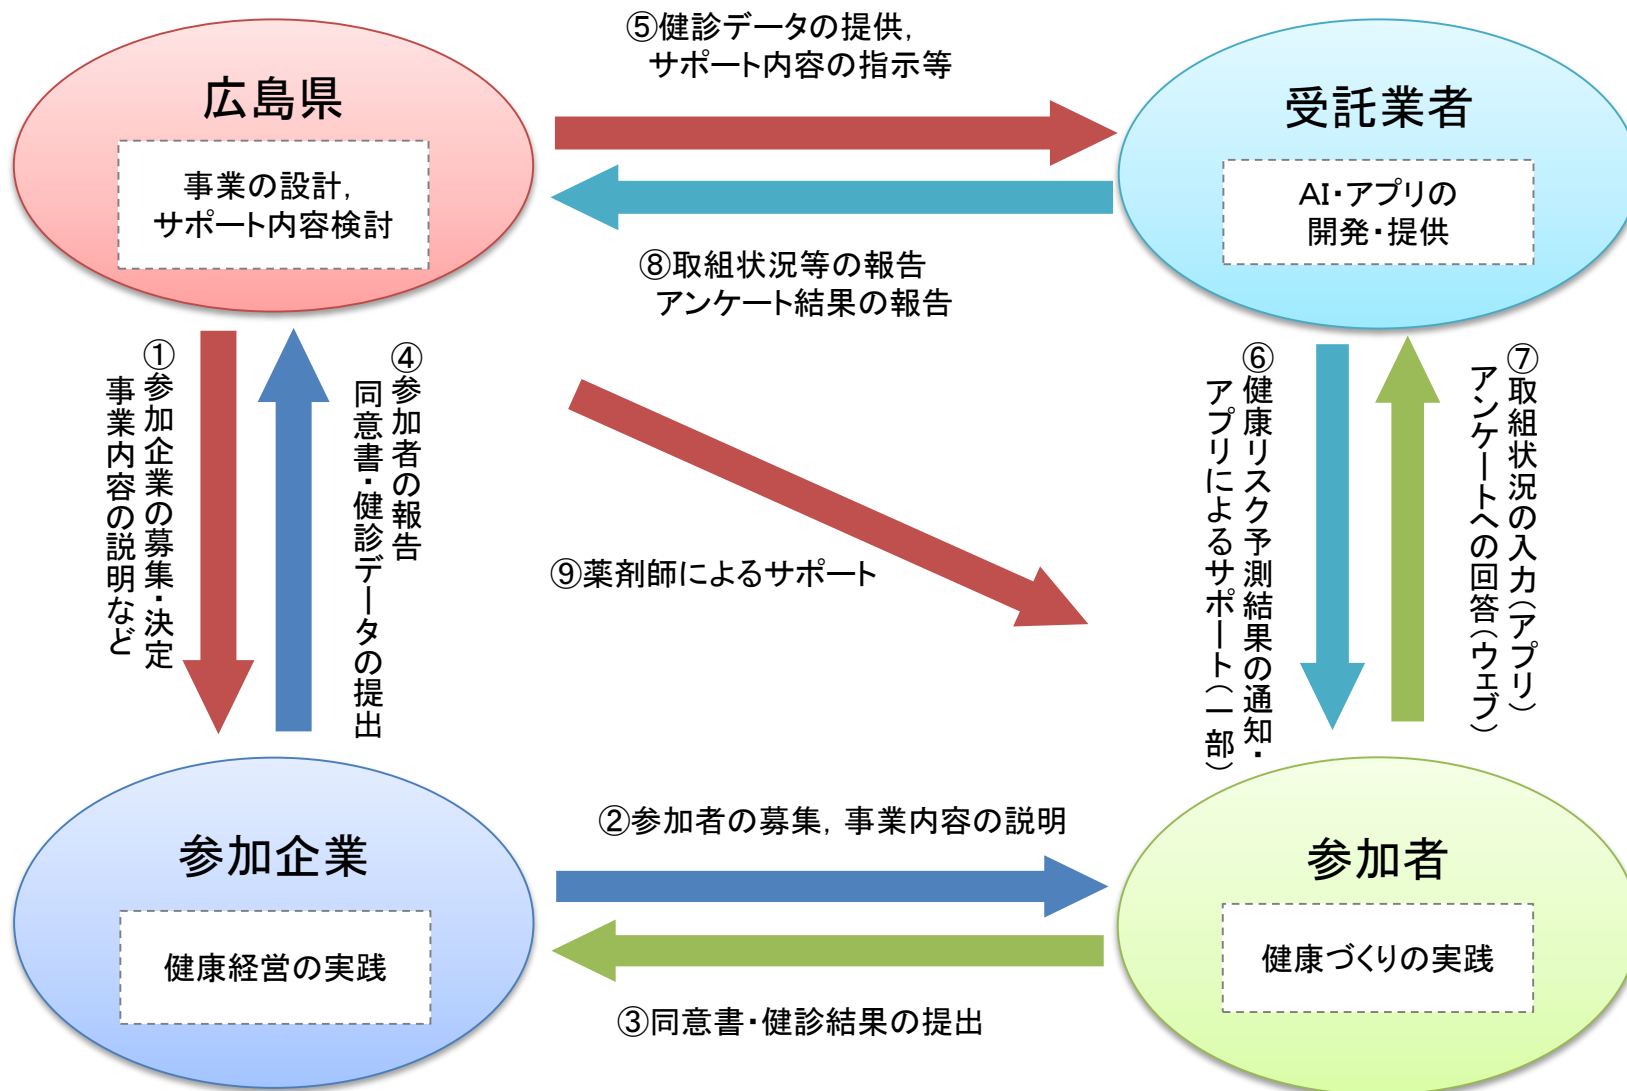 ⑤健診データの提供,
サポート内容の指示等
広島県
事業の設計,
サポート内容検討
受託業者
AI・アプリの
開発・提供
⑧取組状況等の報告
アンケート結果の報告
①参加企業の募集・決定
事業内容の説明など
④参加者の報告
同意書・健診データの提出
⑨薬剤師によるサポート
⑥健康リスク予測結果の通知・
アプリによるサポート(一部)
⑦取組状況の入力(アプリ)
アンケートへの回答(ウェブ)
②参加者の募集, 事業内容の説明
参加企業
健康経営の実践
参加者
健康づくりの実践
③同意書・健診結果の提出